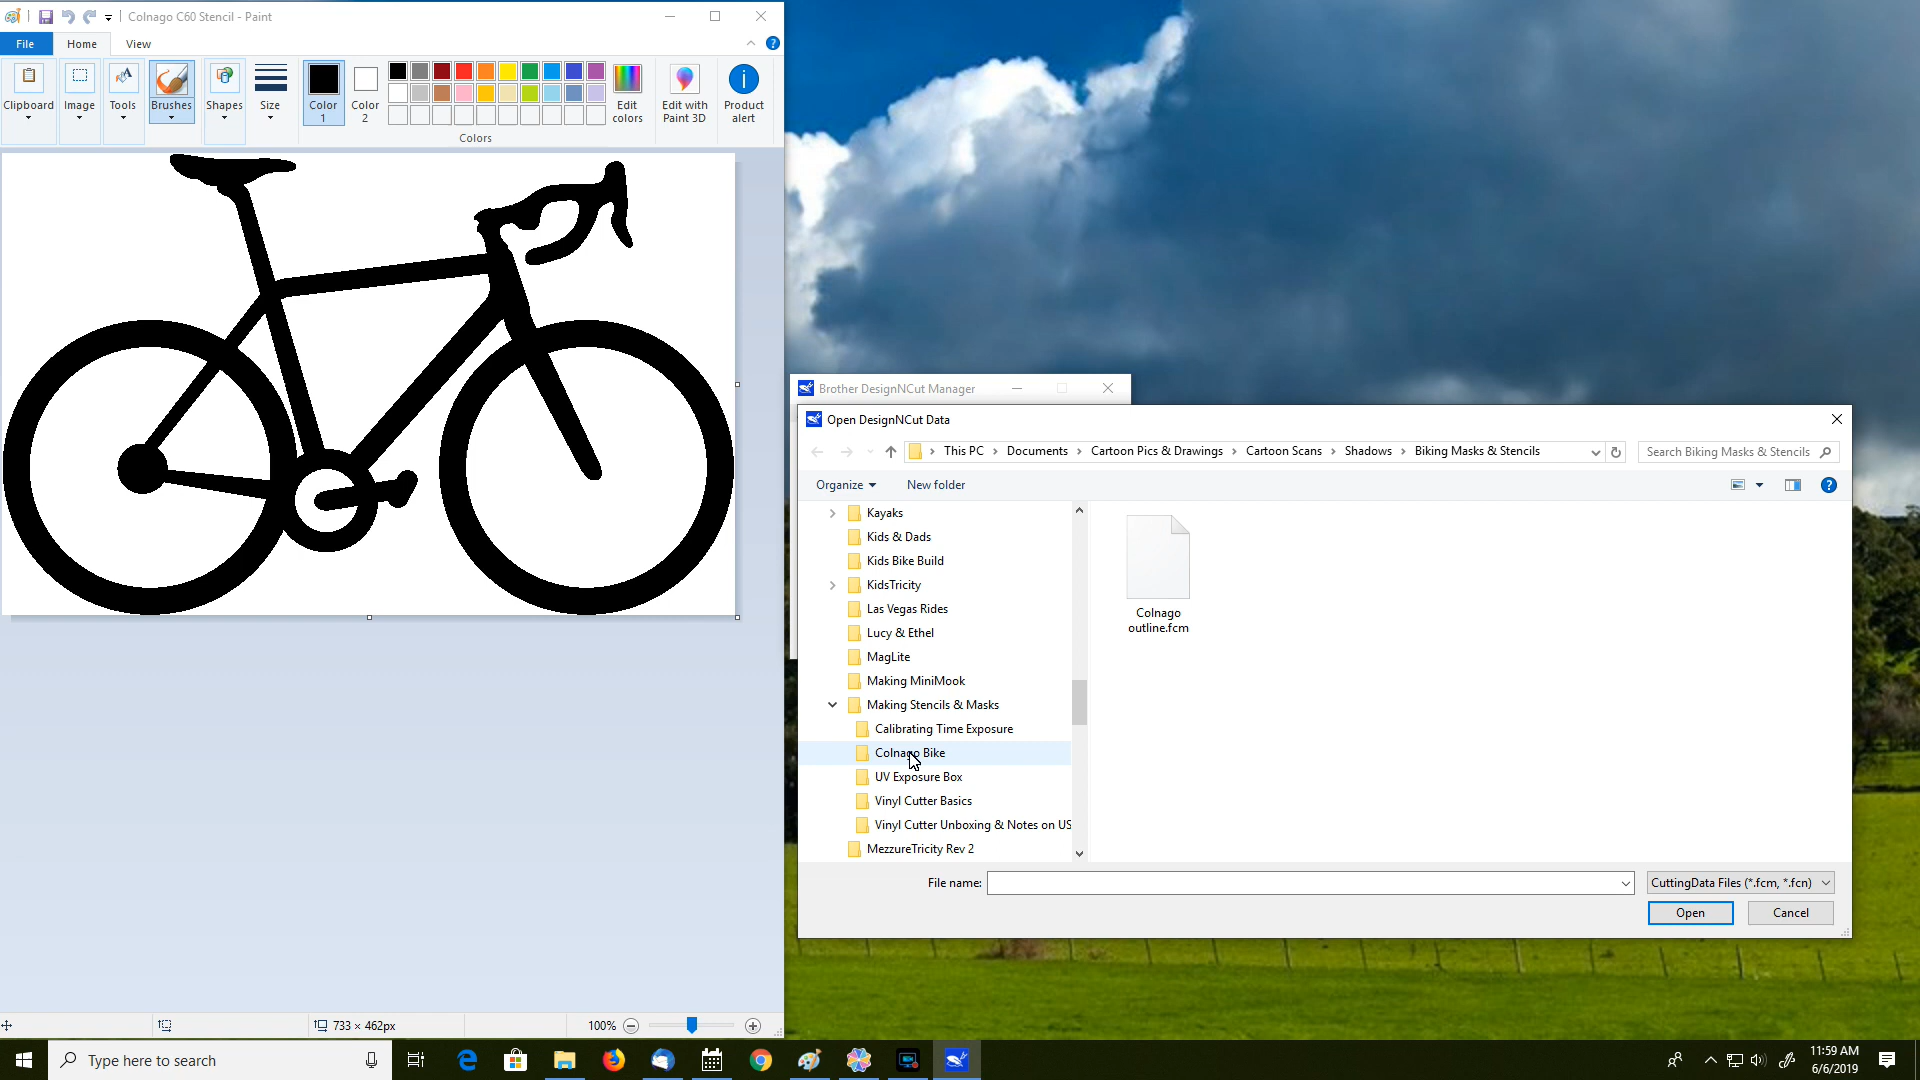 Colnago C60 Stencil - Paint
File
Home
View
Clipboard
Image
Tools
Brushes
Shapes
Size
Color
1
Color
2
Edit
colors
Edit with
Paint 3D
Product
alert
Colors
733 × 462px
100%
Brother DesignNCut Manager
Open DesignNCut Data
This PC
Documents
Cartoon Pics & Drawings
Cartoon Scans
Shadows
Biking Masks & Stencils
Search Biking Masks & Stencils
Organize
New folder
Kayaks
Kids & Dads
Kids Bike Build
KidsTricity
Las Vegas Rides
Lucy & Ethel
MagLite
Making MiniMook
Making Stencils & Masks
Calibrating Time Exposure
Colnago Bike
UV Exposure Box
Vinyl Cutter Basics
Vinyl Cutter Unboxing & Notes on US
MezzureTricity Rev 2
Colnago
outline.fcm
File name:
CuttingData Files (*.fcm, *.fcn)
Open
Cancel
Type here to search
11:59 AM
6/6/2019